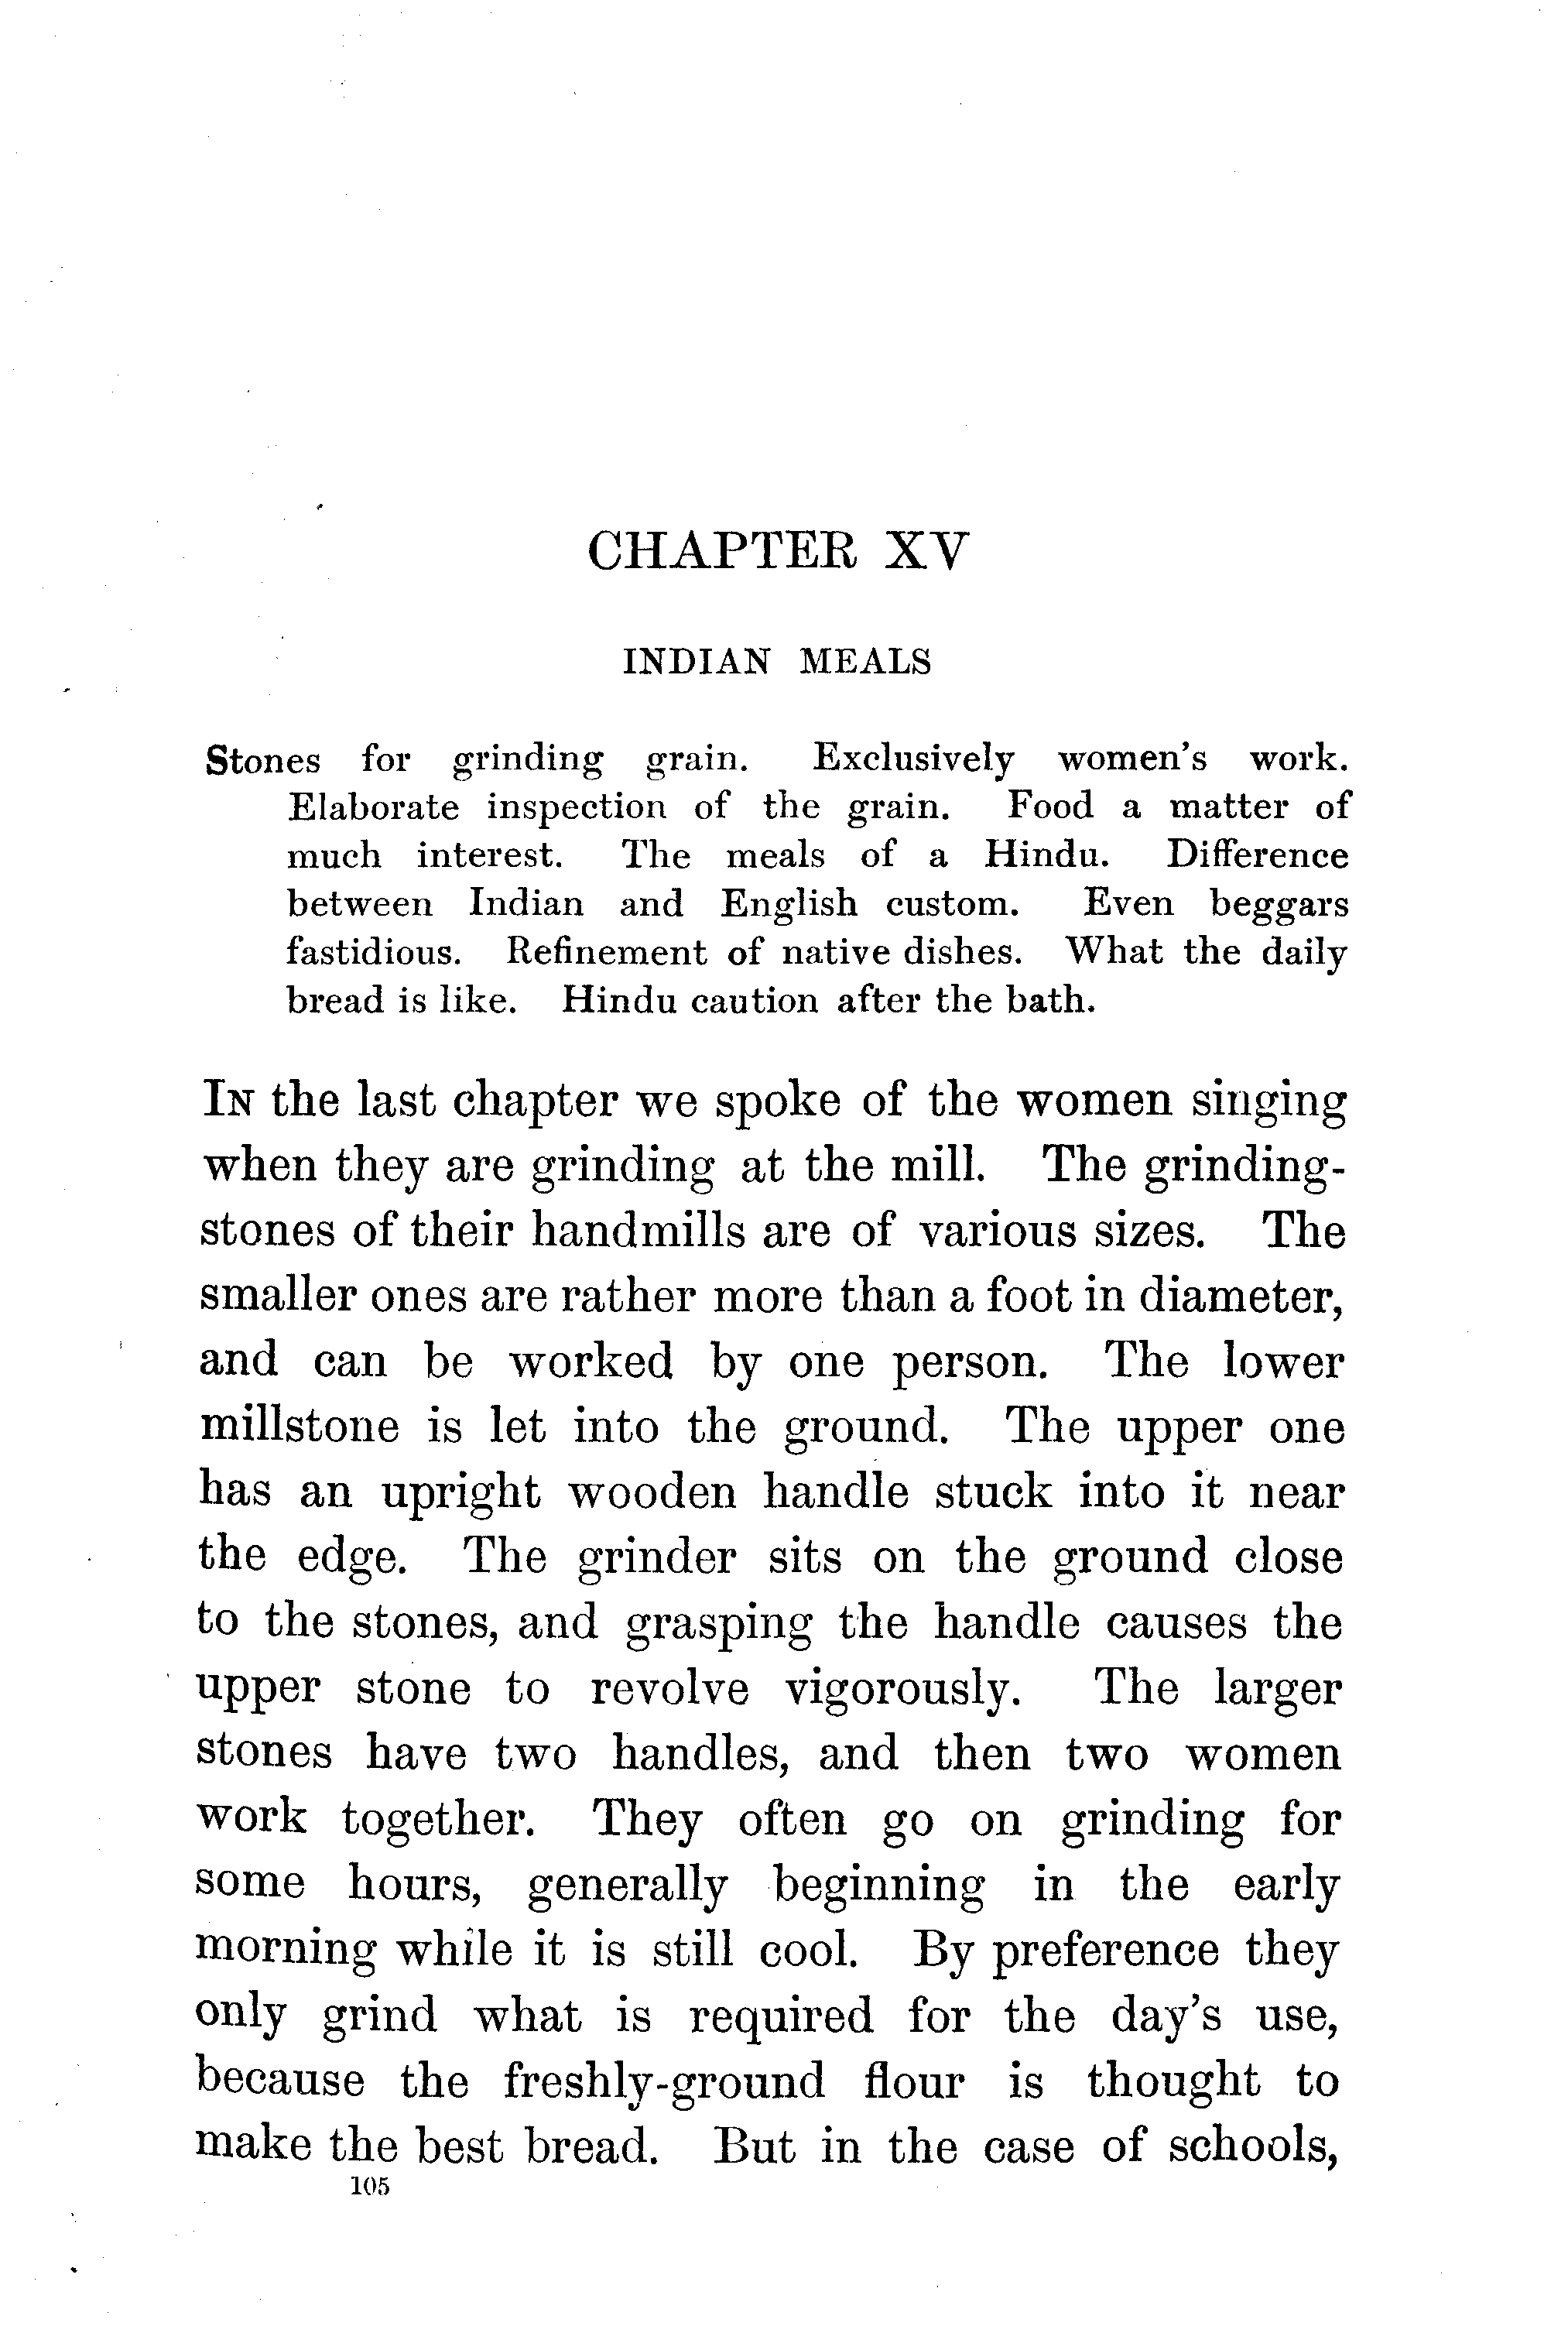 CHAPTER XV
INDIAN MEALS
Stones for grinding grain. Exclusively women's work.
Elaborate inspection of the grain. Food a matter of
much interest. The meals of a Hindu. Difference
between Indian and English custom. Even beggars
fastidious. Refinement of native dishes. What the daily
bread is like. Hindu caution after the bath.
IN the last chapter we spoke of the women singing
when they are grinding at the mill. The grinding-
stones of their handmills are of various sizes. The
smaller ones are rather more than a foot in diameter,
and can be worked by one person. The lower
millstone is let into the ground. The upper one
has an upright wooden handle stuck into it near
the edge. The grinder sits on the ground close
to the stones, and grasping the handle causes the
upper stone to revolve vigorously. The larger
stones have two handles, and then two women
work together. They often go on grinding for
some hours, generally beginning in the early
morning while it is still cool. By preference they
only grind what is required for the day's use,
because the freshly-ground flour is thought to
make the best bread. But in the case of schools,
105